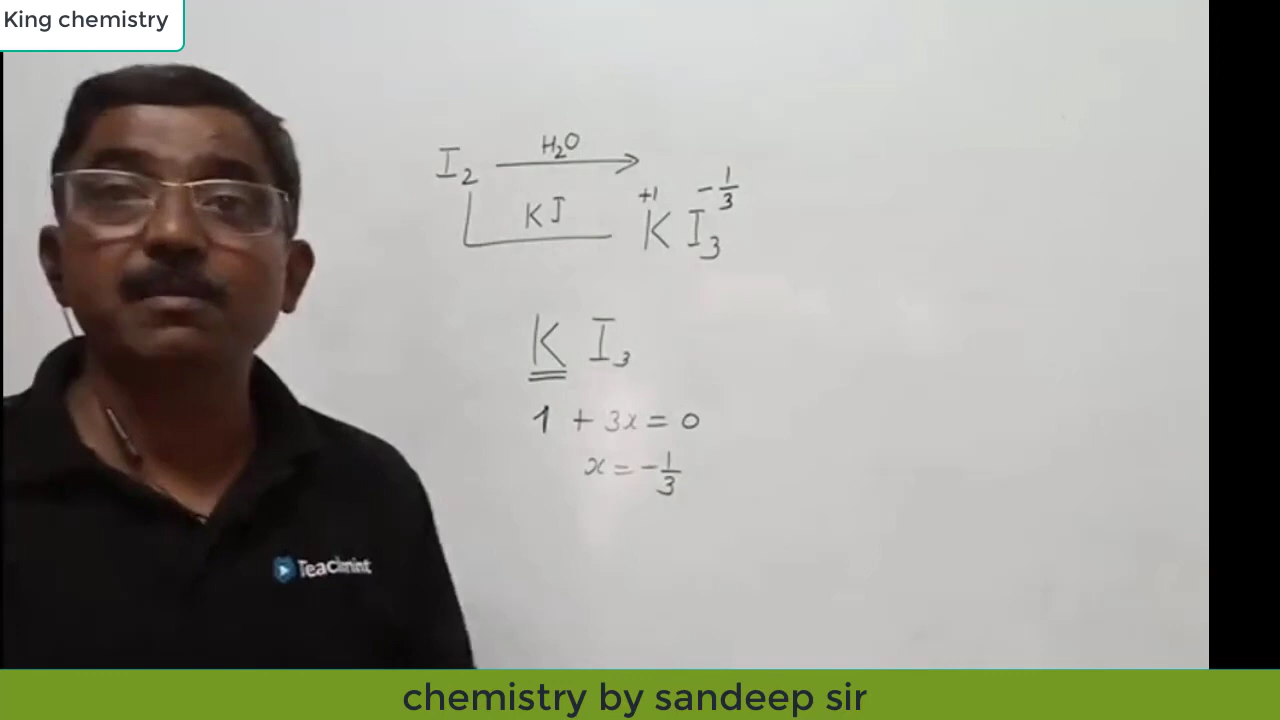 King chemistry
I₂ H₂O
KI
+1 -1/3
K I₃
K I₃
1 + 3x = 0
x = -1/3
Teachmint
chemistry by sandeep sir